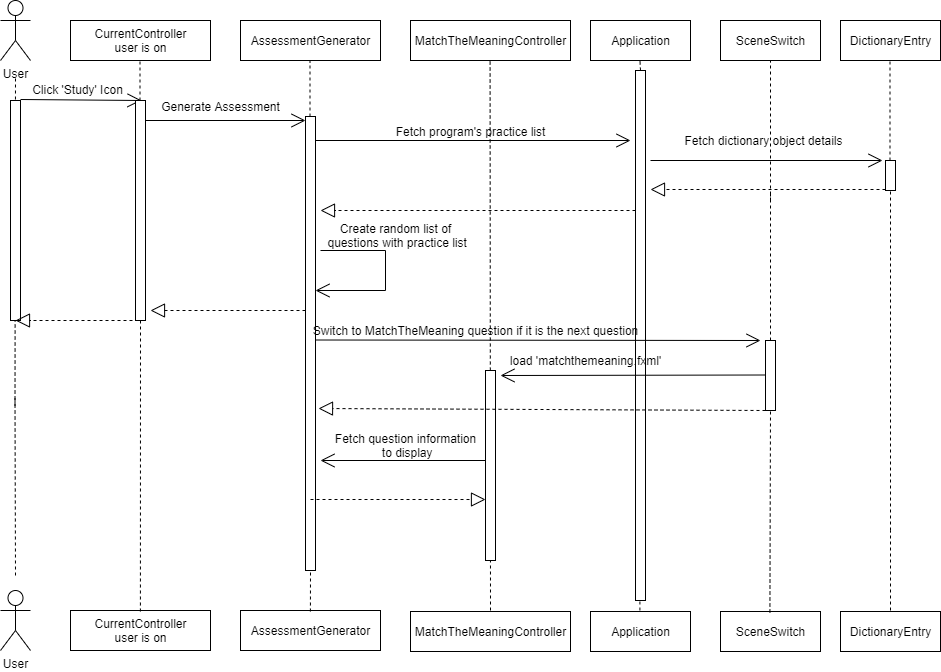 CurrentController
user is on
AssessmentGenerator
MatchTheMeaningController
Application
SceneSwitch
DictionaryEntry
User
Click 'Study' Icon
Generate Assessment
Fetch program's practice list
Fetch dictionary object details
Create random list of
questions with practice list
Switch to MatchTheMeaning question if it is the next question
load 'matchthemeaning.fxml'
Fetch question information
to display
CurrentController
user is on
AssessmentGenerator
MatchTheMeaningController
Application
SceneSwitch
DictionaryEntry
User